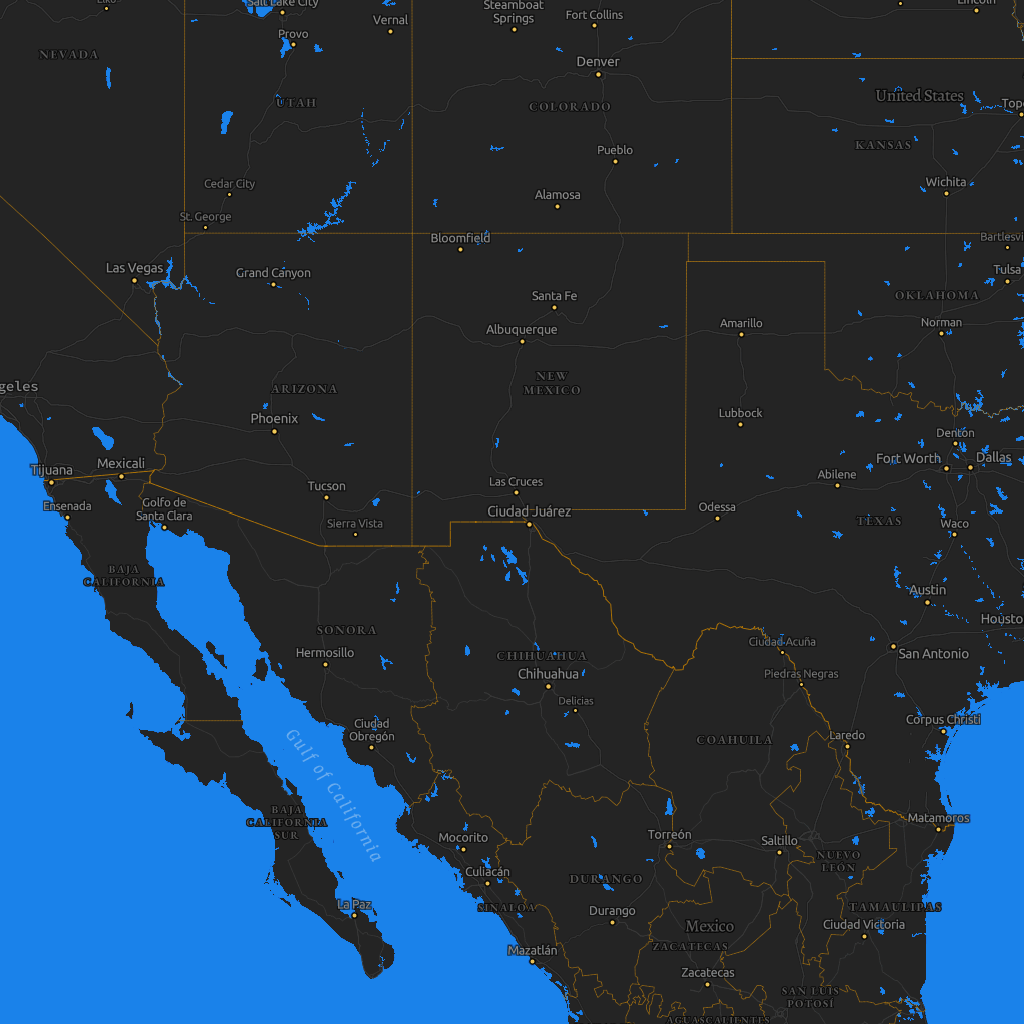 Elko
Salt Lake City
Steamboat
Springs
Fort Collins
Lincoln
Vernal
Provo
NEVADA
Denver
United States
UTAH
COLORADO
KANSAS
Pueblo
Cedar City
Alamosa
Wichita
St. George
Bloomfield
Las Vegas
Grand Canyon
Tulsa
Santa Fe
OKLAHOMA
Albuquerque
Amarillo
Norman
NEW
MEXICO
ARIZONA
geles
Phoenix
Lubbock
Denton
Fort Worth
Dallas
Tijuana
Mexicali
Abilene
Tucson
Las Cruces
Ensenada
Golfo de
Santa Clara
Ciudad Juárez
Odessa
Sierra Vista
TEXAS
Waco
BAJA
CALIFORNIA
Austin
Housto
SONORA
Ciudad Acuña
Hermosillo
CHIHUAHUA
San Antonio
Chihuahua
Piedras Negras
Delicias
Ciudad
Obregón
Corpus Christi
COAHUILA
Laredo
Gulf of California
BAJA
CALIFORNIA
SUR
Matamoros
Mocorito
Torreón
Saltillo
NUEVO
LEÓN
Culiacán
DURANGO
La Paz
SINALOA
Durango
TAMAULIPAS
Mexico
Ciudad Victoria
ZACATECAS
Mazatlán
Zacatecas
SAN LUIS
POTOSÍ
AGUASCALIENTES